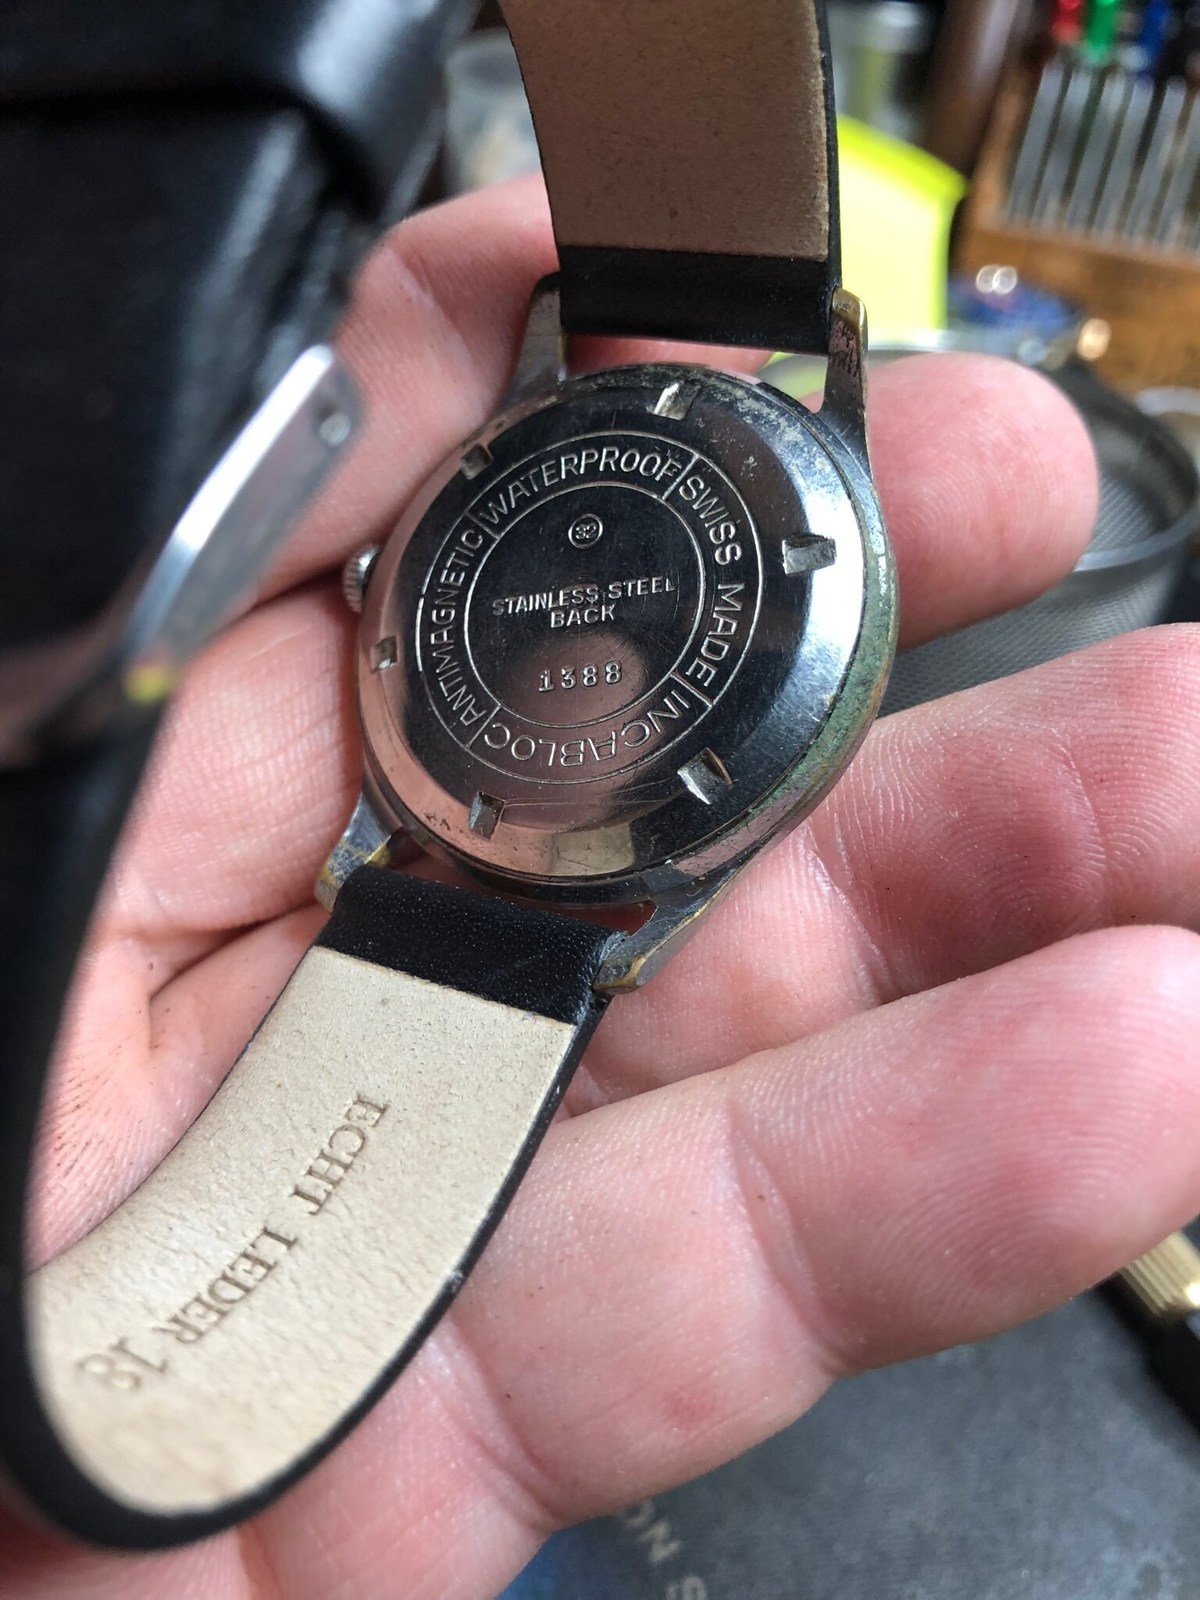 WATERPROOF
SWISS MADE
INCABLOC
ANTIMAGNETIC
STAINLESS STEEL
BACK
1388
ECHT LEDER 18